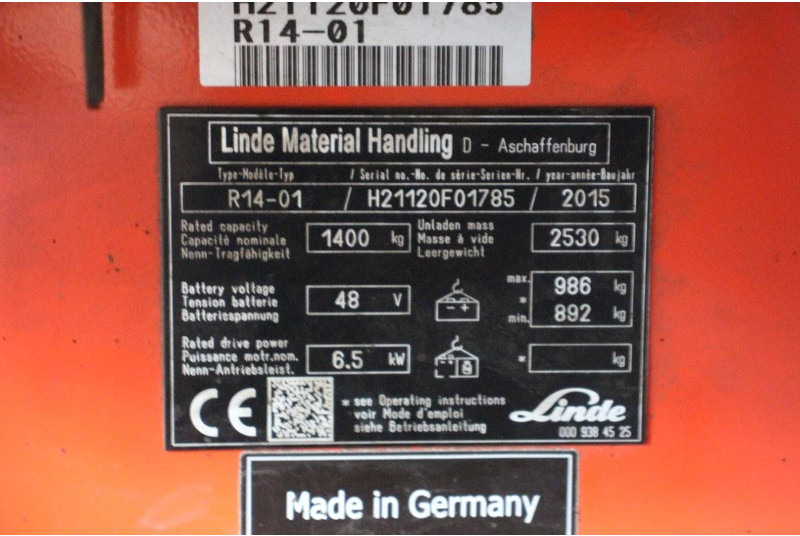 H21120F01785
R14-01
Linde Material Handling D - Aschaffenburg
Type-Modèle-Typ / Serial no.-No. de série-Serien-Nr. / year-année-Baujahr
R14-01 / H21120F01785 / 2015
Rated capacity
Capacité nominale
Nenn-Tragfähigkeit
1400 kg
Unladen mass
Masse à vide
Leergewicht
2530 kg
Battery voltage
Tension batterie
Batteriespannung
48 V
- +
max. 986 kg
*
min. 892 kg
Rated drive power
Puissance motr.nom.
Nenn-Antriebsleist.
6.5 kW
- +
* kg
CE
* see Operating instructions
voir Mode d'emploi
siehe Betriebsanleitung
Linde
000 938 45 25
Made in Germany